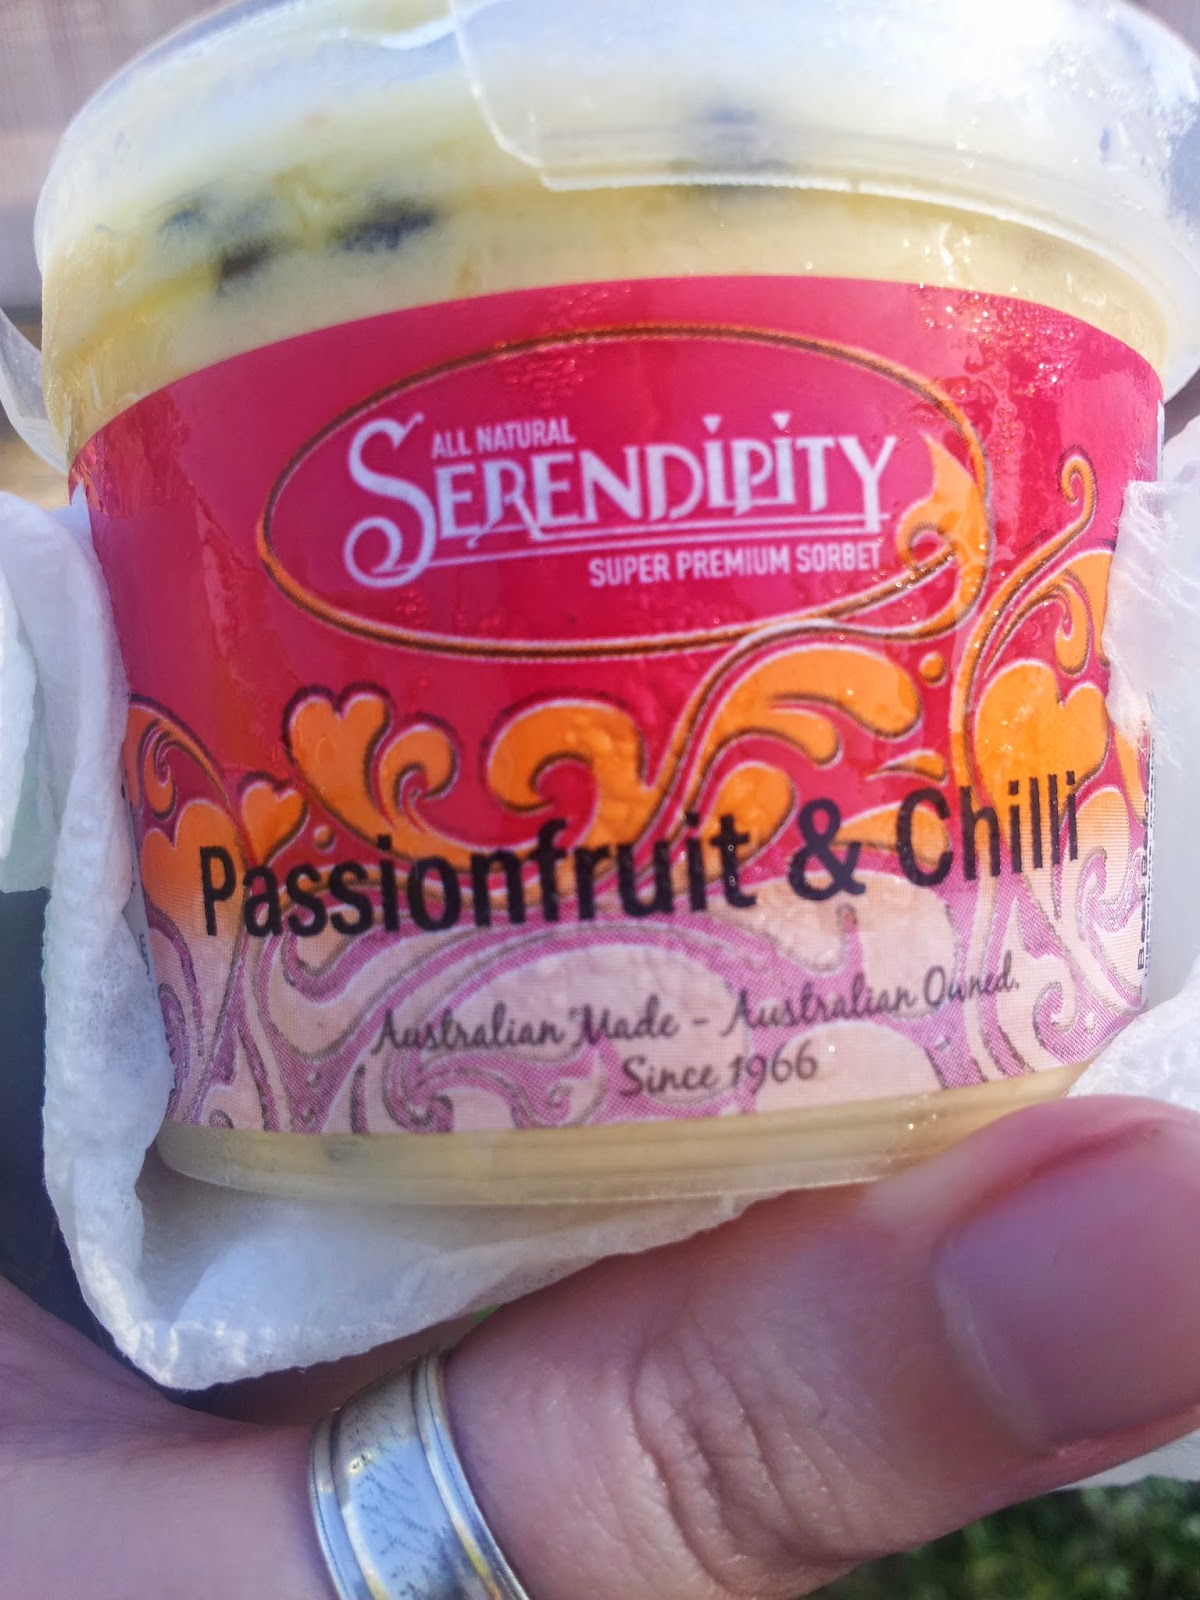 ALL NATURAL
SERENDIPITY
SUPER PREMIUM SORBET
Passionfruit & Chilli
Australian Made - Australian Owned.
Since 1966